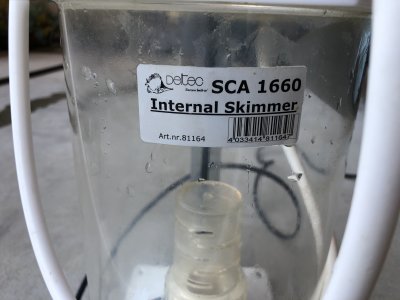 Deltec SCA 1660
Internal Skimmer
Art.nr.81164
4 033414 811647